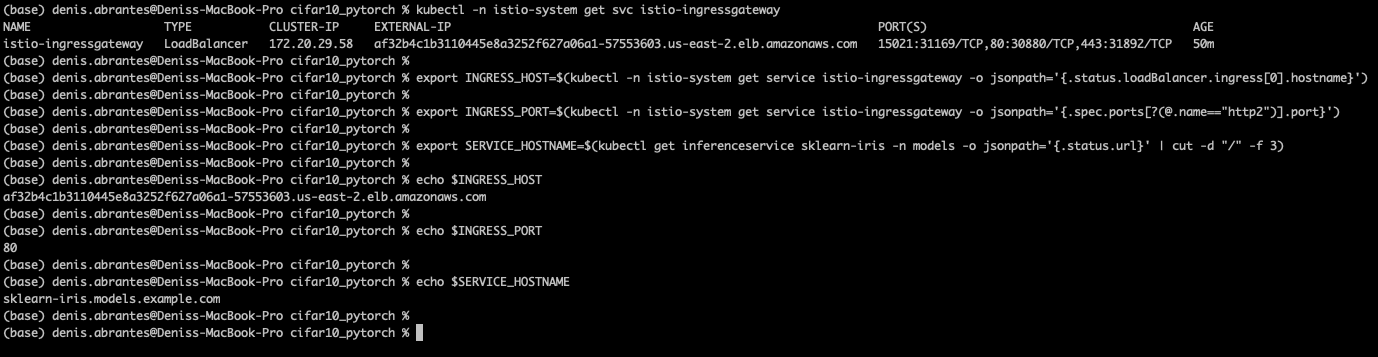 (base) denis.abrantes@Deniss-MacBook-Pro cifar10_pytorch % kubectl -n istio-system get svc istio-ingressgateway
NAME TYPE CLUSTER-IP EXTERNAL-IP PORT(S) AGE
istio-ingressgateway LoadBalancer 172.20.29.58 af32b4c1b3110445e8a3252f627a06a1-57553603.us-east-2.elb.amazonaws.com 15021:31169/TCP,80:30880/TCP,443:31892/TCP 50m
(base) denis.abrantes@Deniss-MacBook-Pro cifar10_pytorch %
(base) denis.abrantes@Deniss-MacBook-Pro cifar10_pytorch % export INGRESS_HOST=$(kubectl -n istio-system get service istio-ingressgateway -o jsonpath='{.status.loadBalancer.ingress[0].hostname}')
(base) denis.abrantes@Deniss-MacBook-Pro cifar10_pytorch %
(base) denis.abrantes@Deniss-MacBook-Pro cifar10_pytorch % export INGRESS_PORT=$(kubectl -n istio-system get service istio-ingressgateway -o jsonpath='{.spec.ports[?(@.name=="http2")].port}')
(base) denis.abrantes@Deniss-MacBook-Pro cifar10_pytorch %
(base) denis.abrantes@Deniss-MacBook-Pro cifar10_pytorch % export SERVICE_HOSTNAME=$(kubectl get inferenceservice sklearn-iris -n models -o jsonpath='{.status.url}' | cut -d "/" -f 3)
(base) denis.abrantes@Deniss-MacBook-Pro cifar10_pytorch %
(base) denis.abrantes@Deniss-MacBook-Pro cifar10_pytorch % echo $INGRESS_HOST
af32b4c1b3110445e8a3252f627a06a1-57553603.us-east-2.elb.amazonaws.com
(base) denis.abrantes@Deniss-MacBook-Pro cifar10_pytorch %
(base) denis.abrantes@Deniss-MacBook-Pro cifar10_pytorch % echo $INGRESS_PORT
80
(base) denis.abrantes@Deniss-MacBook-Pro cifar10_pytorch %
(base) denis.abrantes@Deniss-MacBook-Pro cifar10_pytorch % echo $SERVICE_HOSTNAME
sklearn-iris.models.example.com
(base) denis.abrantes@Deniss-MacBook-Pro cifar10_pytorch %
(base) denis.abrantes@Deniss-MacBook-Pro cifar10_pytorch %